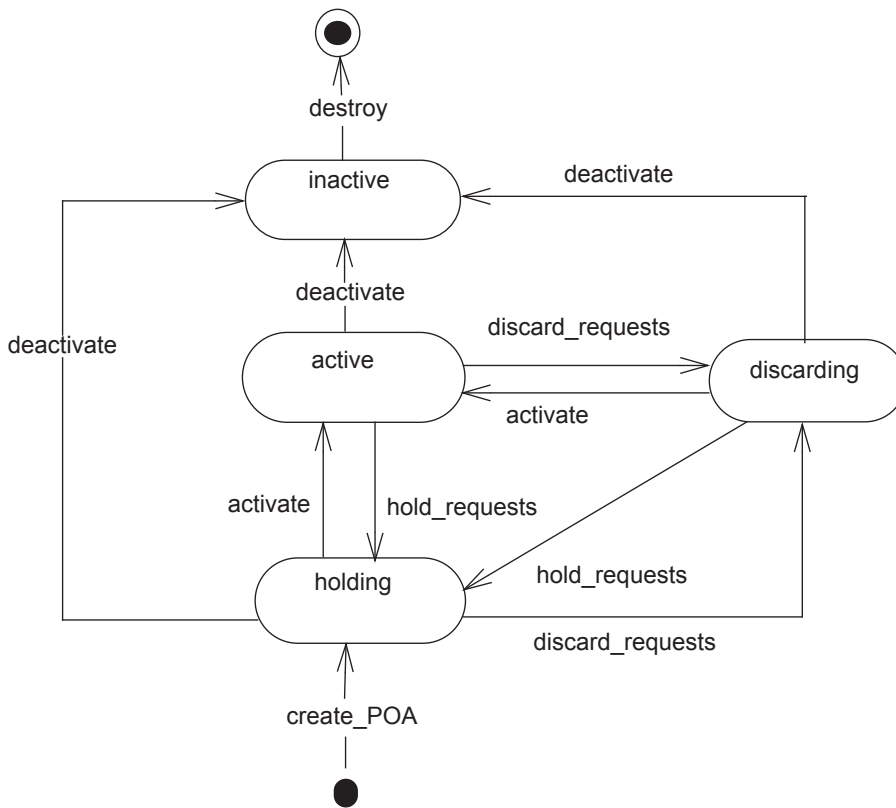 destroy
inactive
deactivate
deactivate
discard_requests
deactivate
active
discarding
activate
activate
hold_requests
holding
hold_requests
discard_requests
create_POA